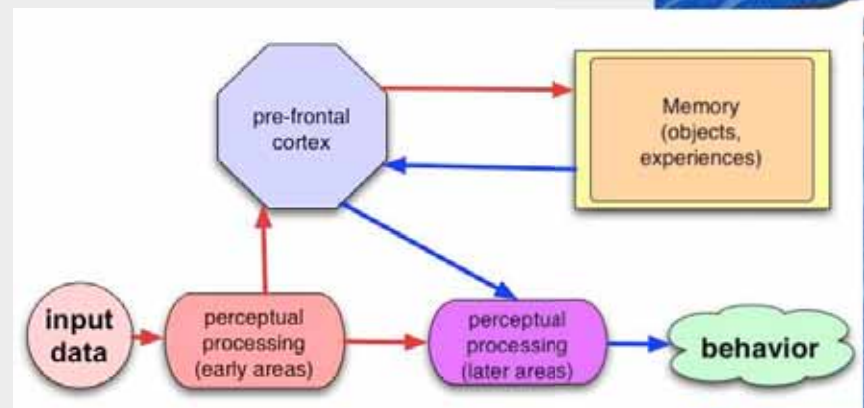 pre-frontal
cortex
Memory
(objects,
experiences)
input
data
perceptual
processing
(early areas)
perceptual
processing
(later areas)
behavior